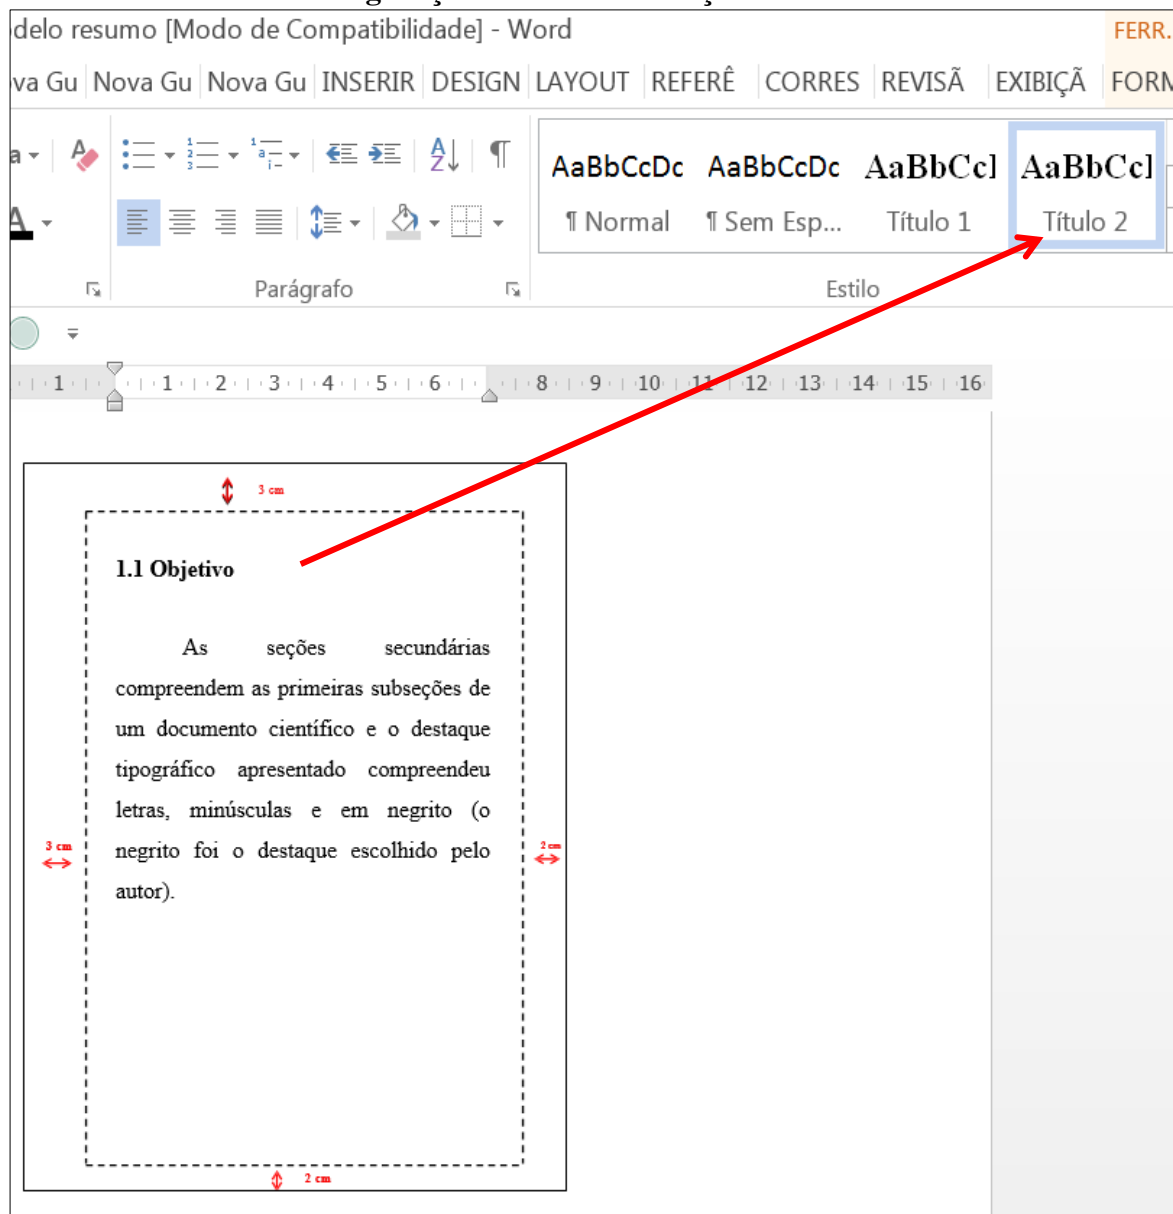 delo resumo [Modo de Compatibilidade] - Word
FERR.
va Gu Nova Gu Nova Gu INSERIR DESIGN LAYOUT REFERÊ CORRES REVISÃ EXIBIÇÃ FORM
AaBbCcDc AaBbCcDc AaBbCcI AaBbCcI
¶ Normal ¶ Sem Esp... Título 1 Título 2
Parágrafo Estilo
1 1 2 3 4 5 6 8 9 10 11 12 13 14 15 16
3 cm
1.1 Objetivo
As seções secundárias
compreendem as primeiras subseções de
um documento científico e o destaque
tipográfico apresentado compreendeu
letras, minúsculas e em negrito (o
negrito foi o destaque escolhido pelo
autor).
3 cm
2 cm
2 cm